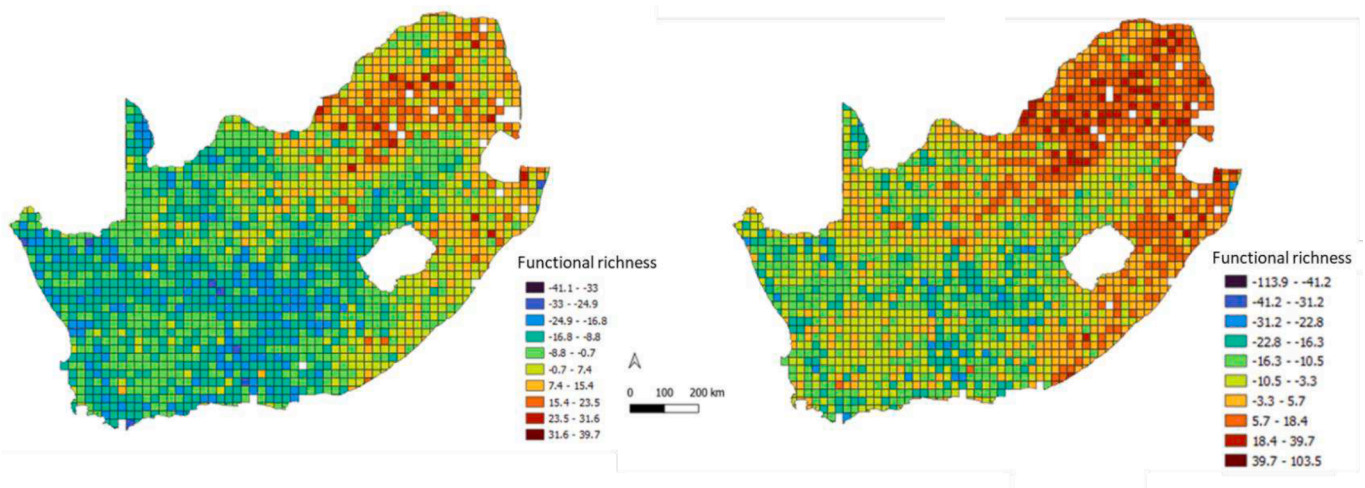 Functional richness
-41.1 - -33
-33 - -24.9
-24.9 - -16.8
-16.8 - -8.8
-8.8 - -0.7
-0.7 - 7.4
7.4 - 15.4
15.4 - 23.5
23.5 - 31.6
31.6 - 39.7
0 100 200 km
Functional richness
-113.9 - -41.2
-41.2 - -31.2
-31.2 - -22.8
-22.8 - -16.3
-16.3 - -10.5
-10.5 - -3.3
-3.3 - 5.7
5.7 - 18.4
18.4 - 39.7
39.7 - 103.5